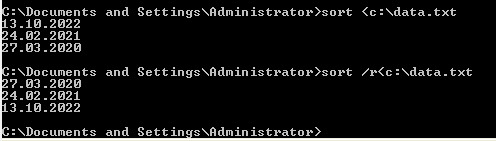 C:\Documents and Settings\Administrator>sort <c:\data.txt
13.10.2022
24.02.2021
27.03.2020
C:\Documents and Settings\Administrator>sort /r<c:\data.txt
27.03.2020
24.02.2021
13.10.2022
C:\Documents and Settings\Administrator>